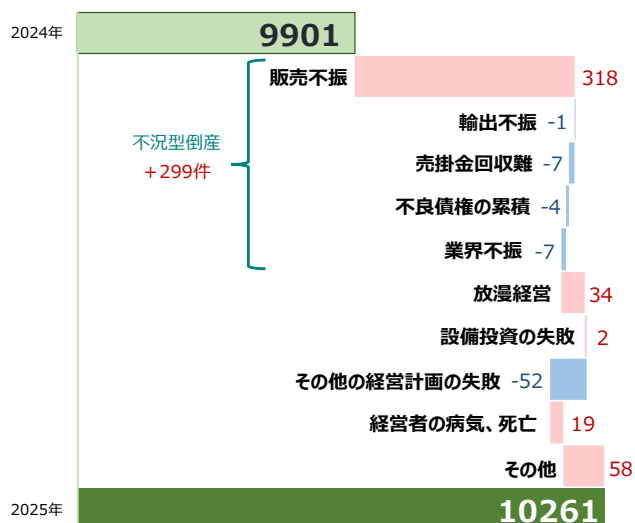 2024年 9901
販売不振 318
輸出不振 -1
不況型倒産
+299件
売掛金回収難 -7
不良債権の累積 -4
業界不振 -7
放漫経営 34
設備投資の失敗 2
その他の経営計画の失敗 -52
経営者の病気、死亡 19
その他 58
2025年 10261